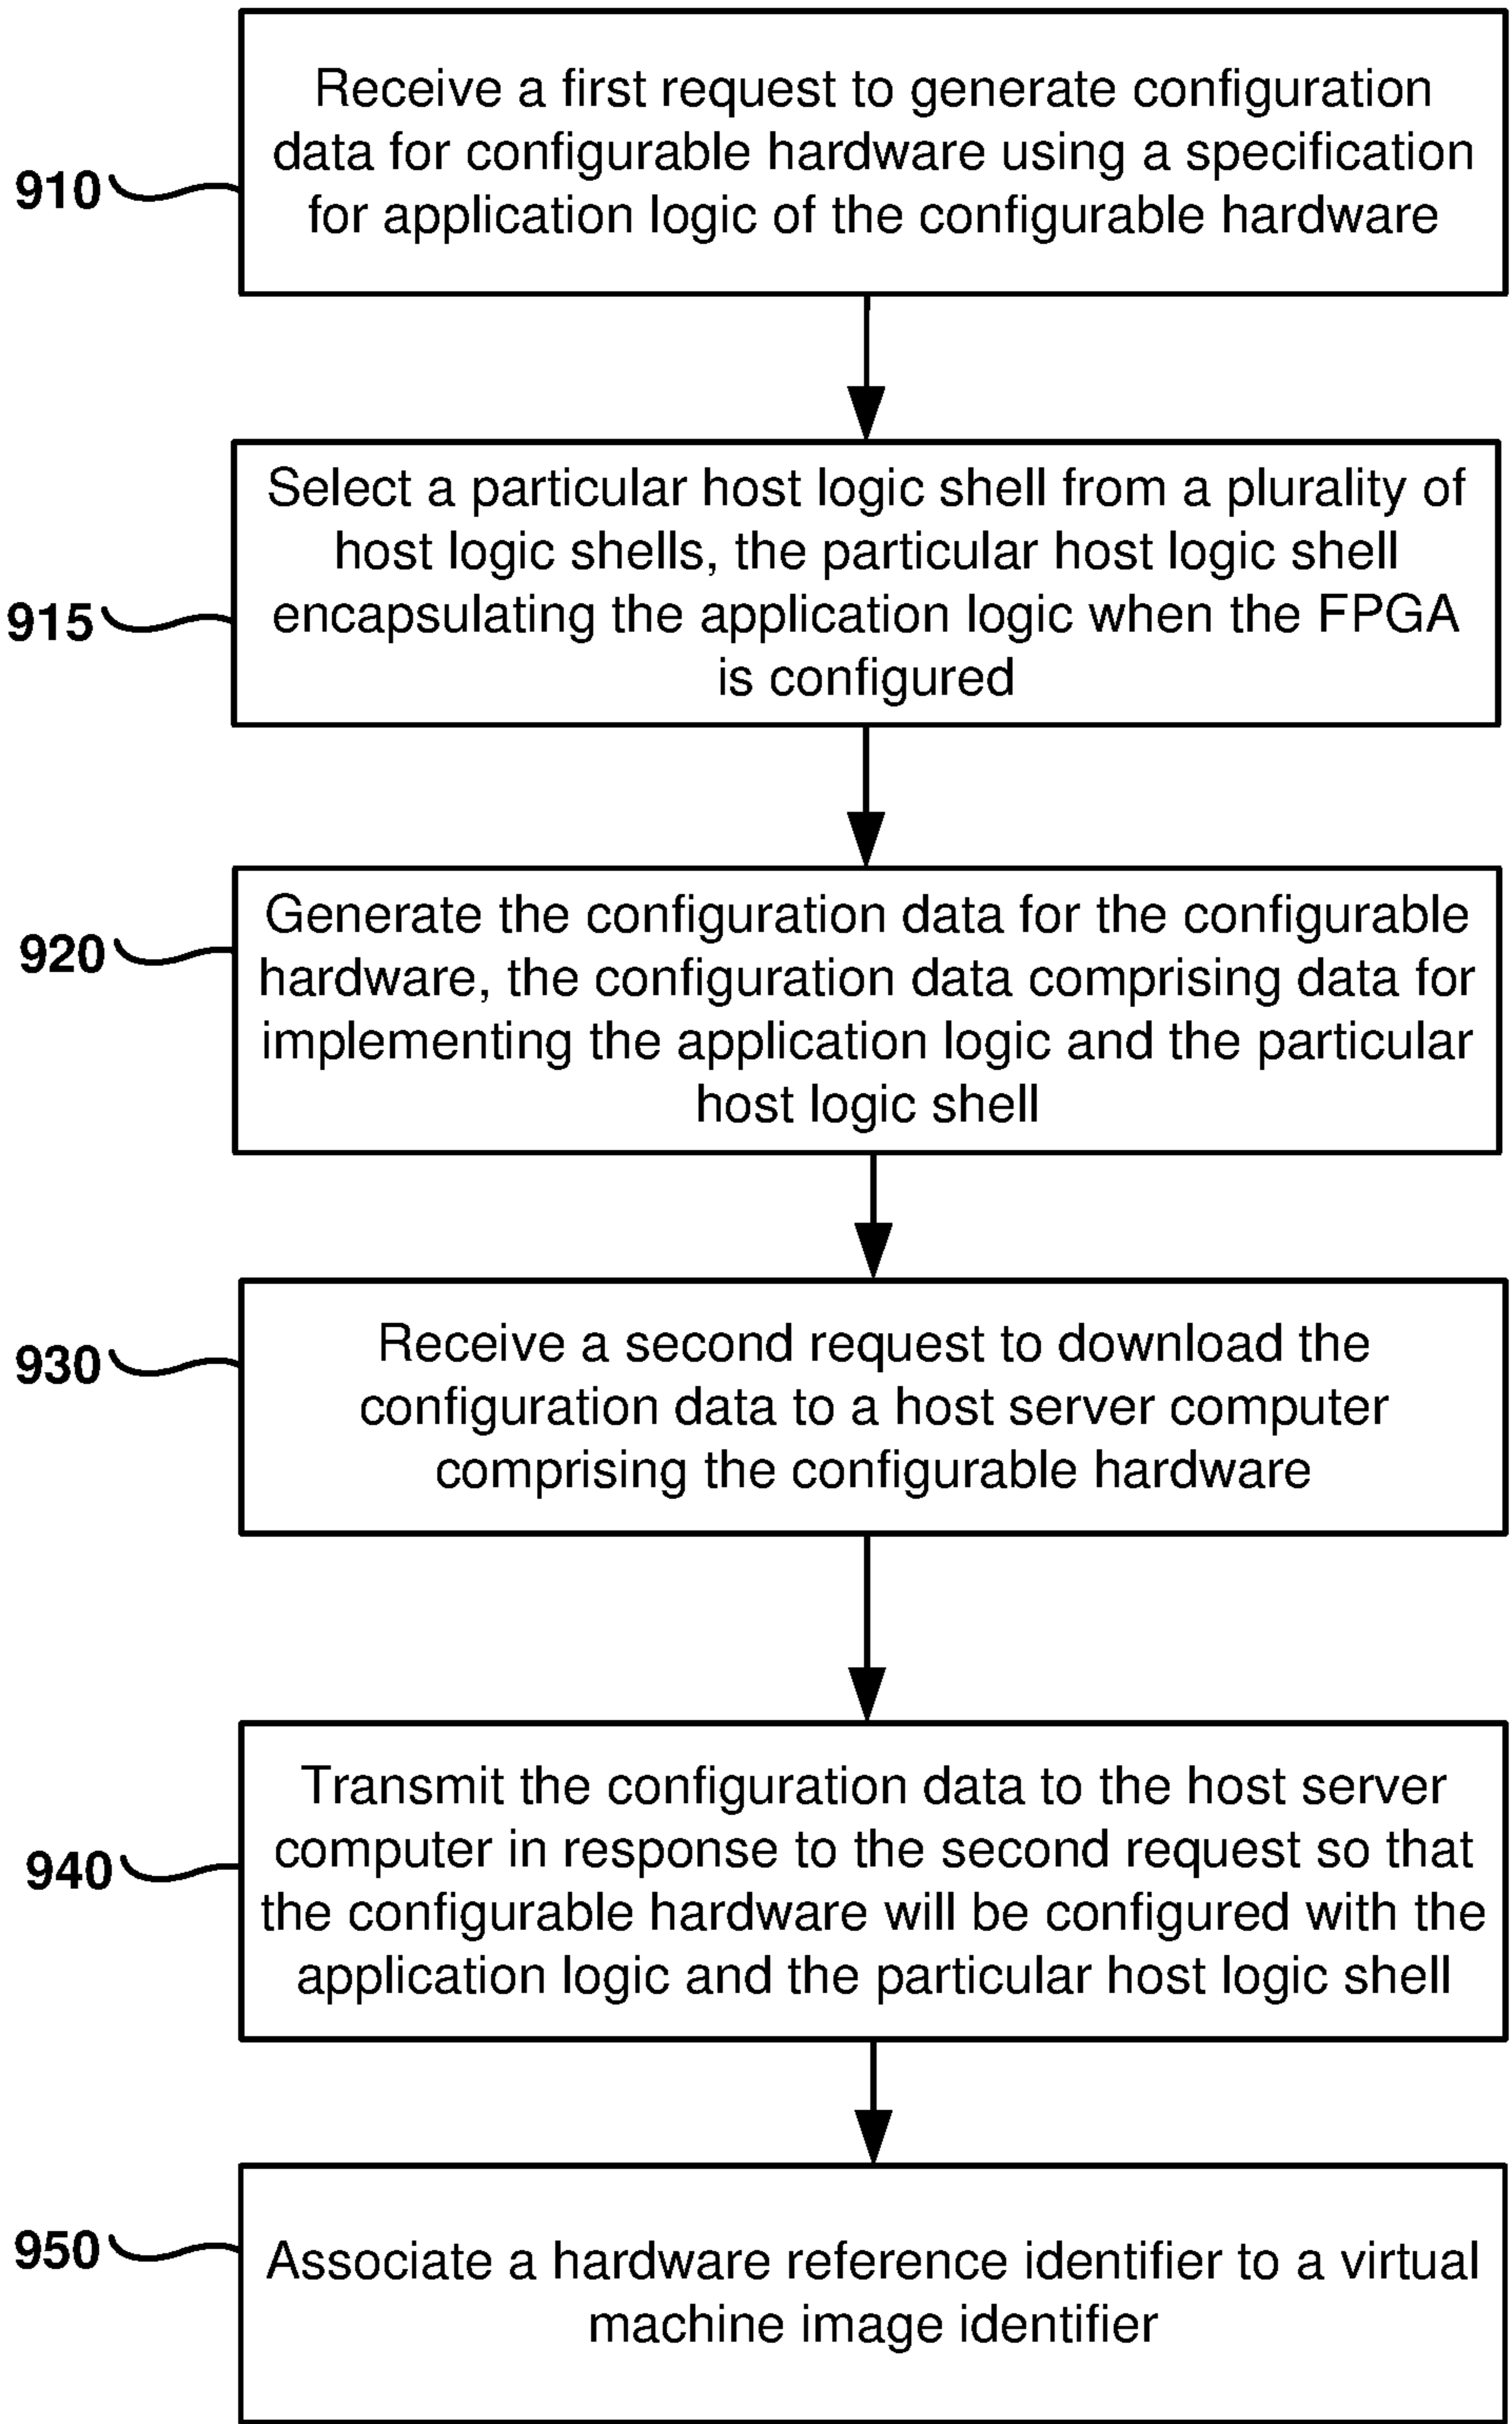 Receive a first request to generate configuration
data for configurable hardware using a specification
for application logic of the configurable hardware
910
Select a particular host logic shell from a plurality of
host logic shells, the particular host logic shell
encapsulating the application logic when the FPGA
is configured
915
Generate the configuration data for the configurable
hardware, the configuration data comprising data for
implementing the application logic and the particular
host logic shell
920
Receive a second request to download the
configuration data to a host server computer
comprising the configurable hardware
930
Transmit the configuration data to the host server
computer in response to the second request so that
the configurable hardware will be configured with the
application logic and the particular host logic shell
940
Associate a hardware reference identifier to a virtual
machine image identifier
950